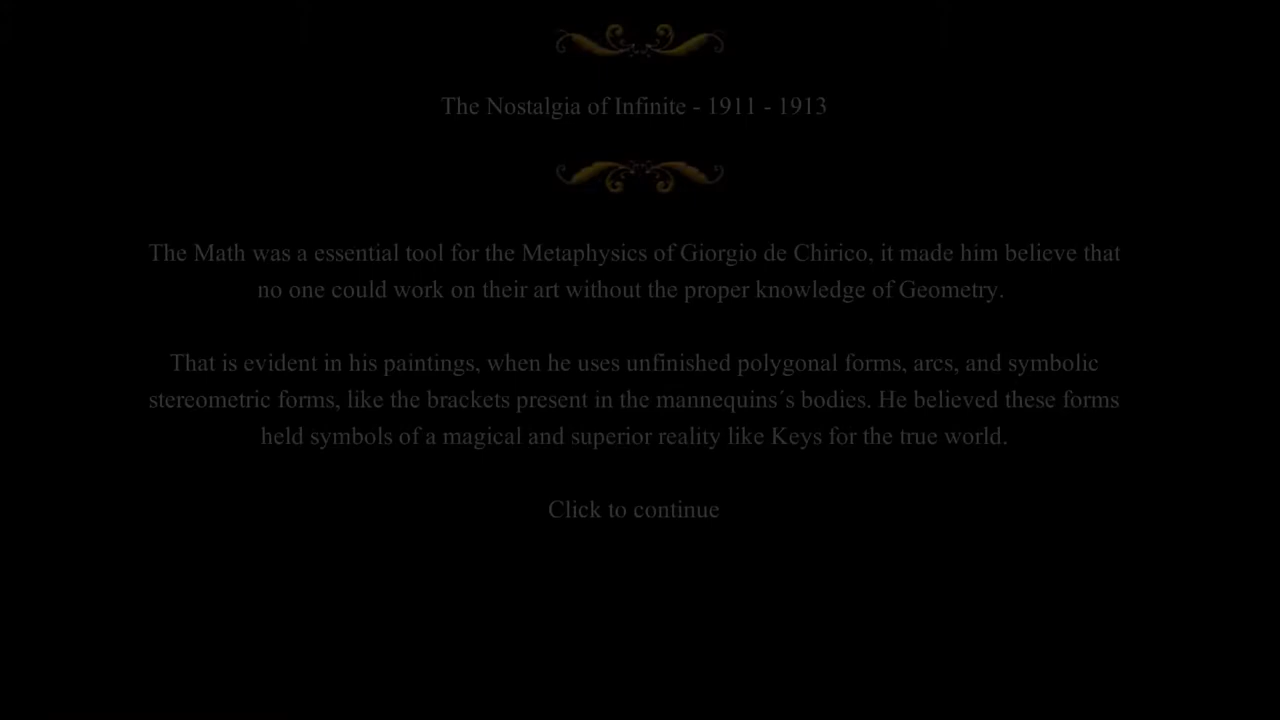 The Nostalgia of Infinite - 1911 - 1913
The Math was a essential tool for the Metaphysics of Giorgio de Chirico, it made him believe that
no one could work on their art without the proper knowledge of Geometry.
That is evident in his paintings, when he uses unfinished polygonal forms, arcs, and symbolic
stereometric forms, like the brackets present in the mannequins´s bodies. He believed these forms
held symbols of a magical and superior reality like Keys for the true world.
Click to continue